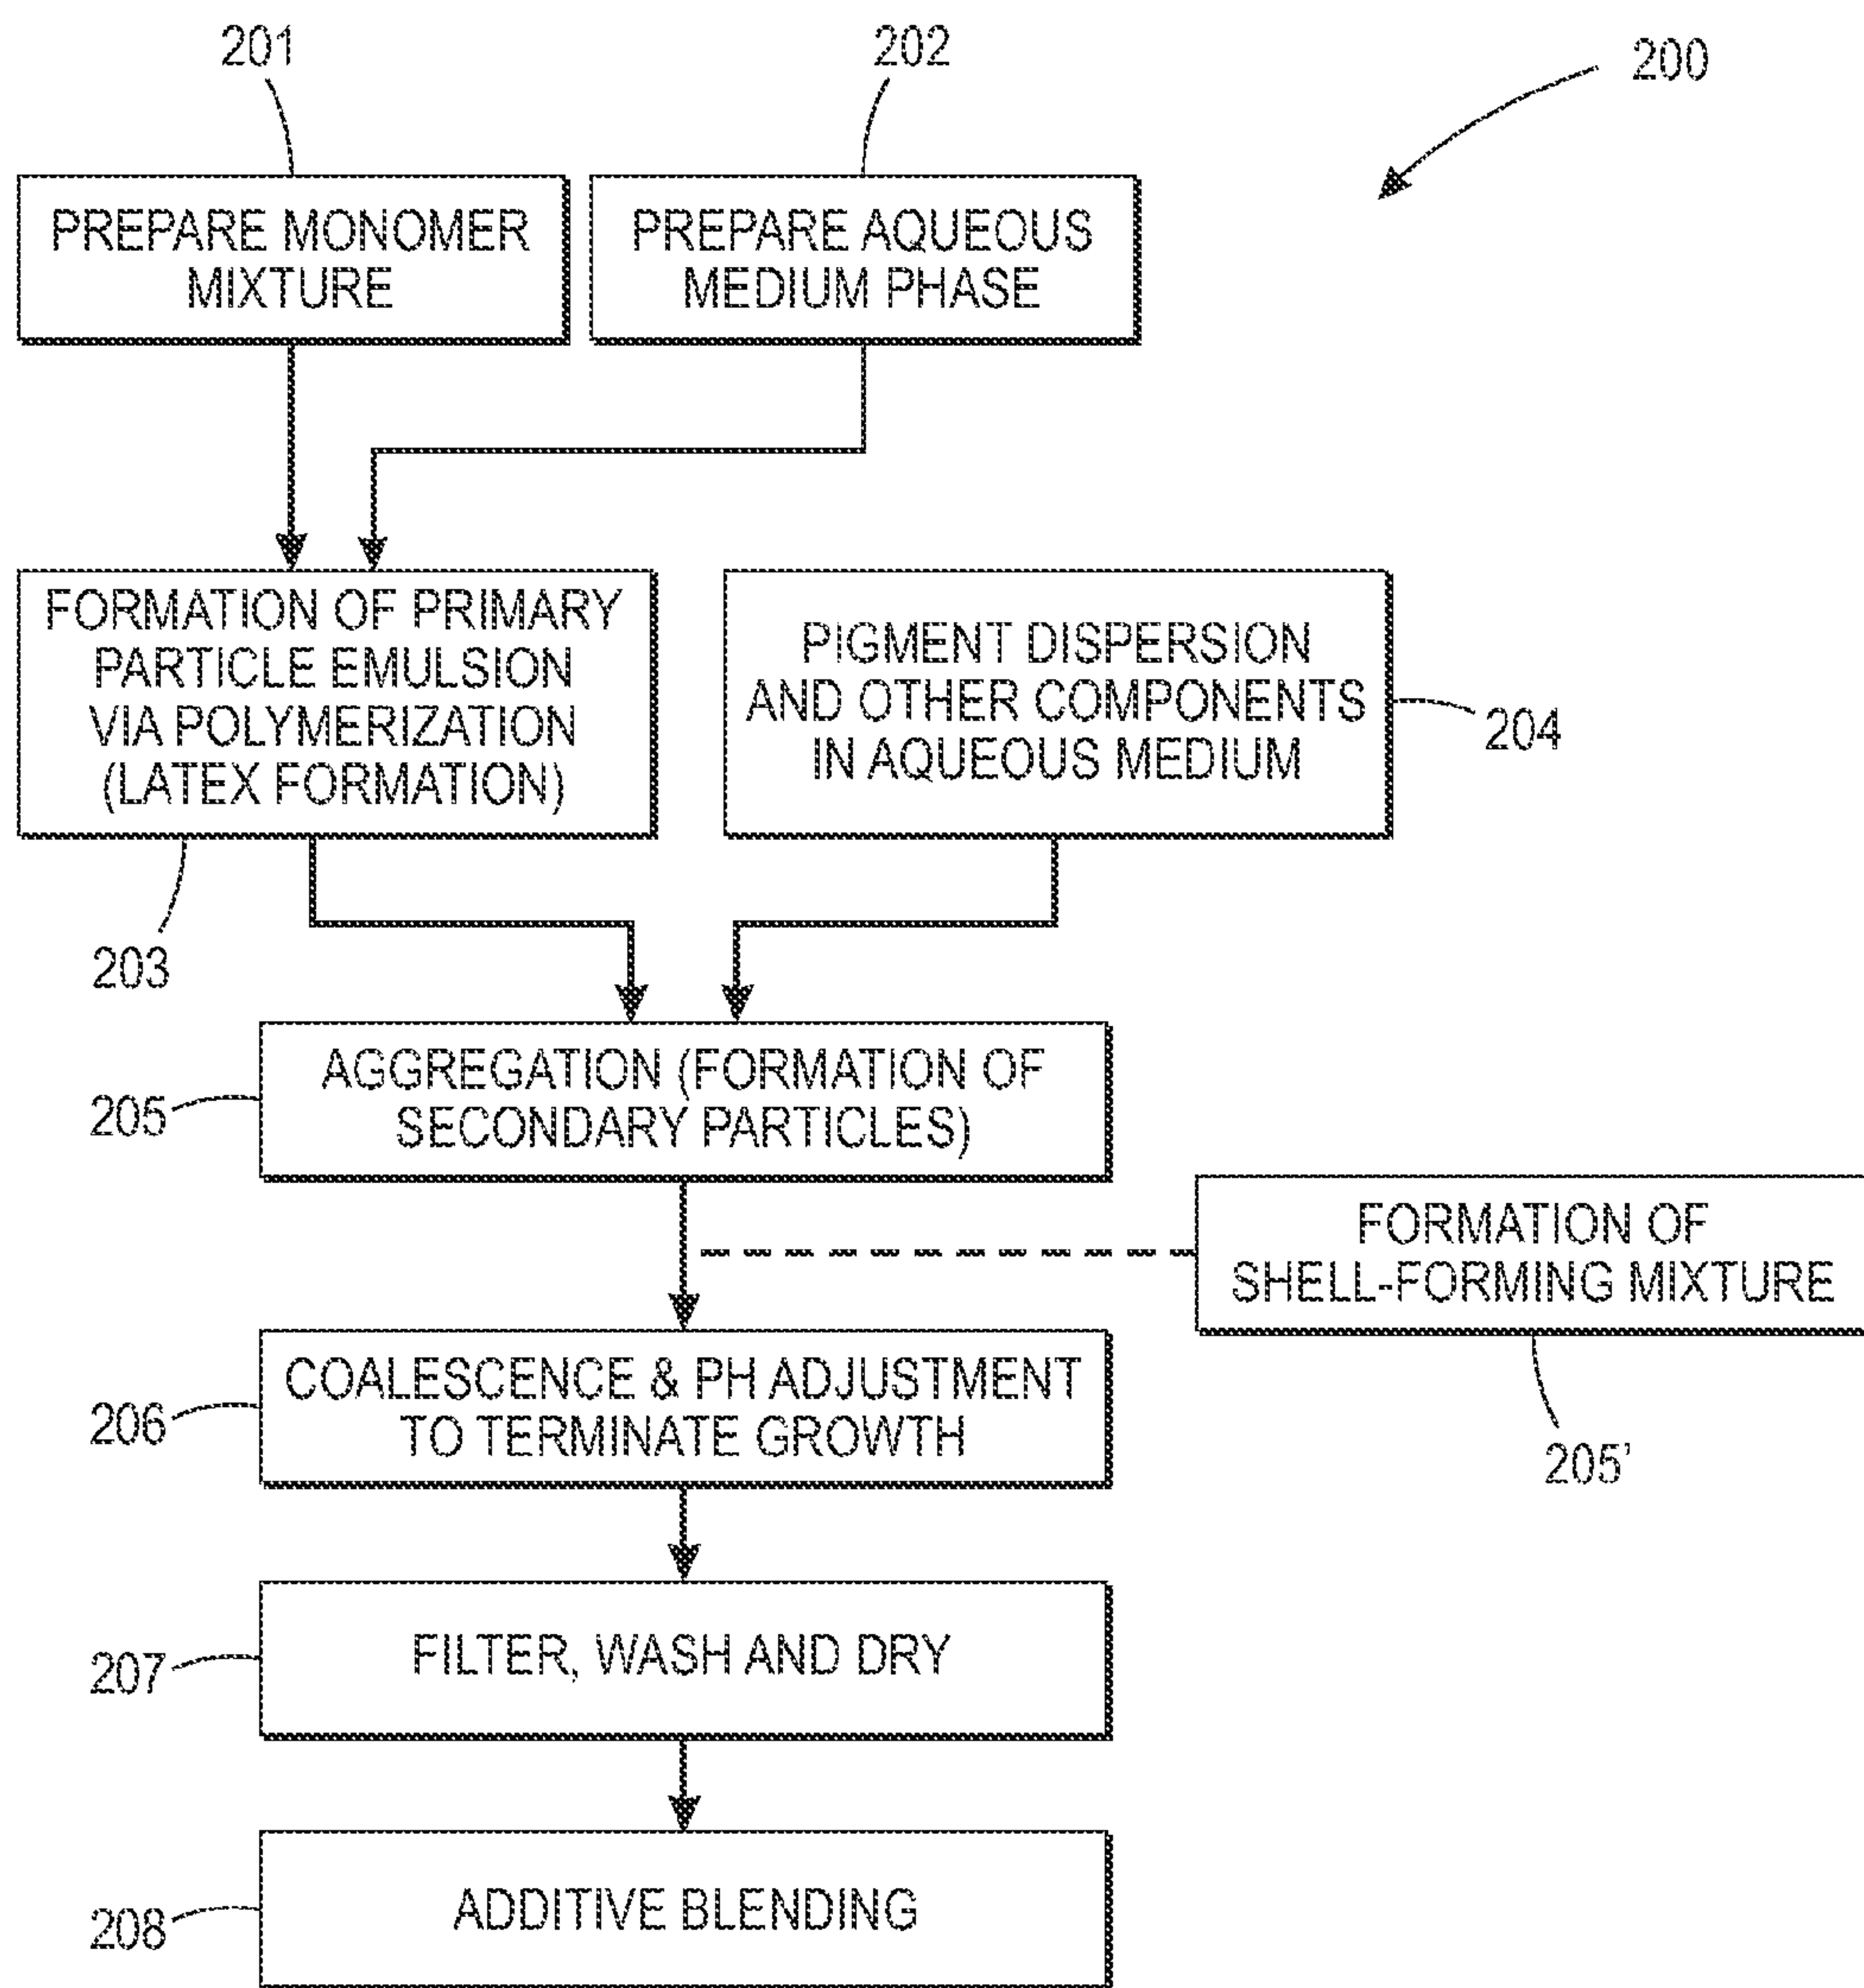 201
202
200
PREPARE MONOMER
MIXTURE
PREPARE AQUEOUS
MEDIUM PHASE
FORMATION OF PRIMARY
PARTICLE EMULSION
VIA POLYMERIZATION
(LATEX FORMATION)
203
PIGMENT DISPERSION
AND OTHER COMPONENTS
IN AQUEOUS MEDIUM
204
AGGREGATION (FORMATION OF
SECONDARY PARTICLES)
205
FORMATION OF
SHELL-FORMING MIXTURE
205'
COALESCENCE & PH ADJUSTMENT
TO TERMINATE GROWTH
206
FILTER, WASH AND DRY
207
ADDITIVE BLENDING
208